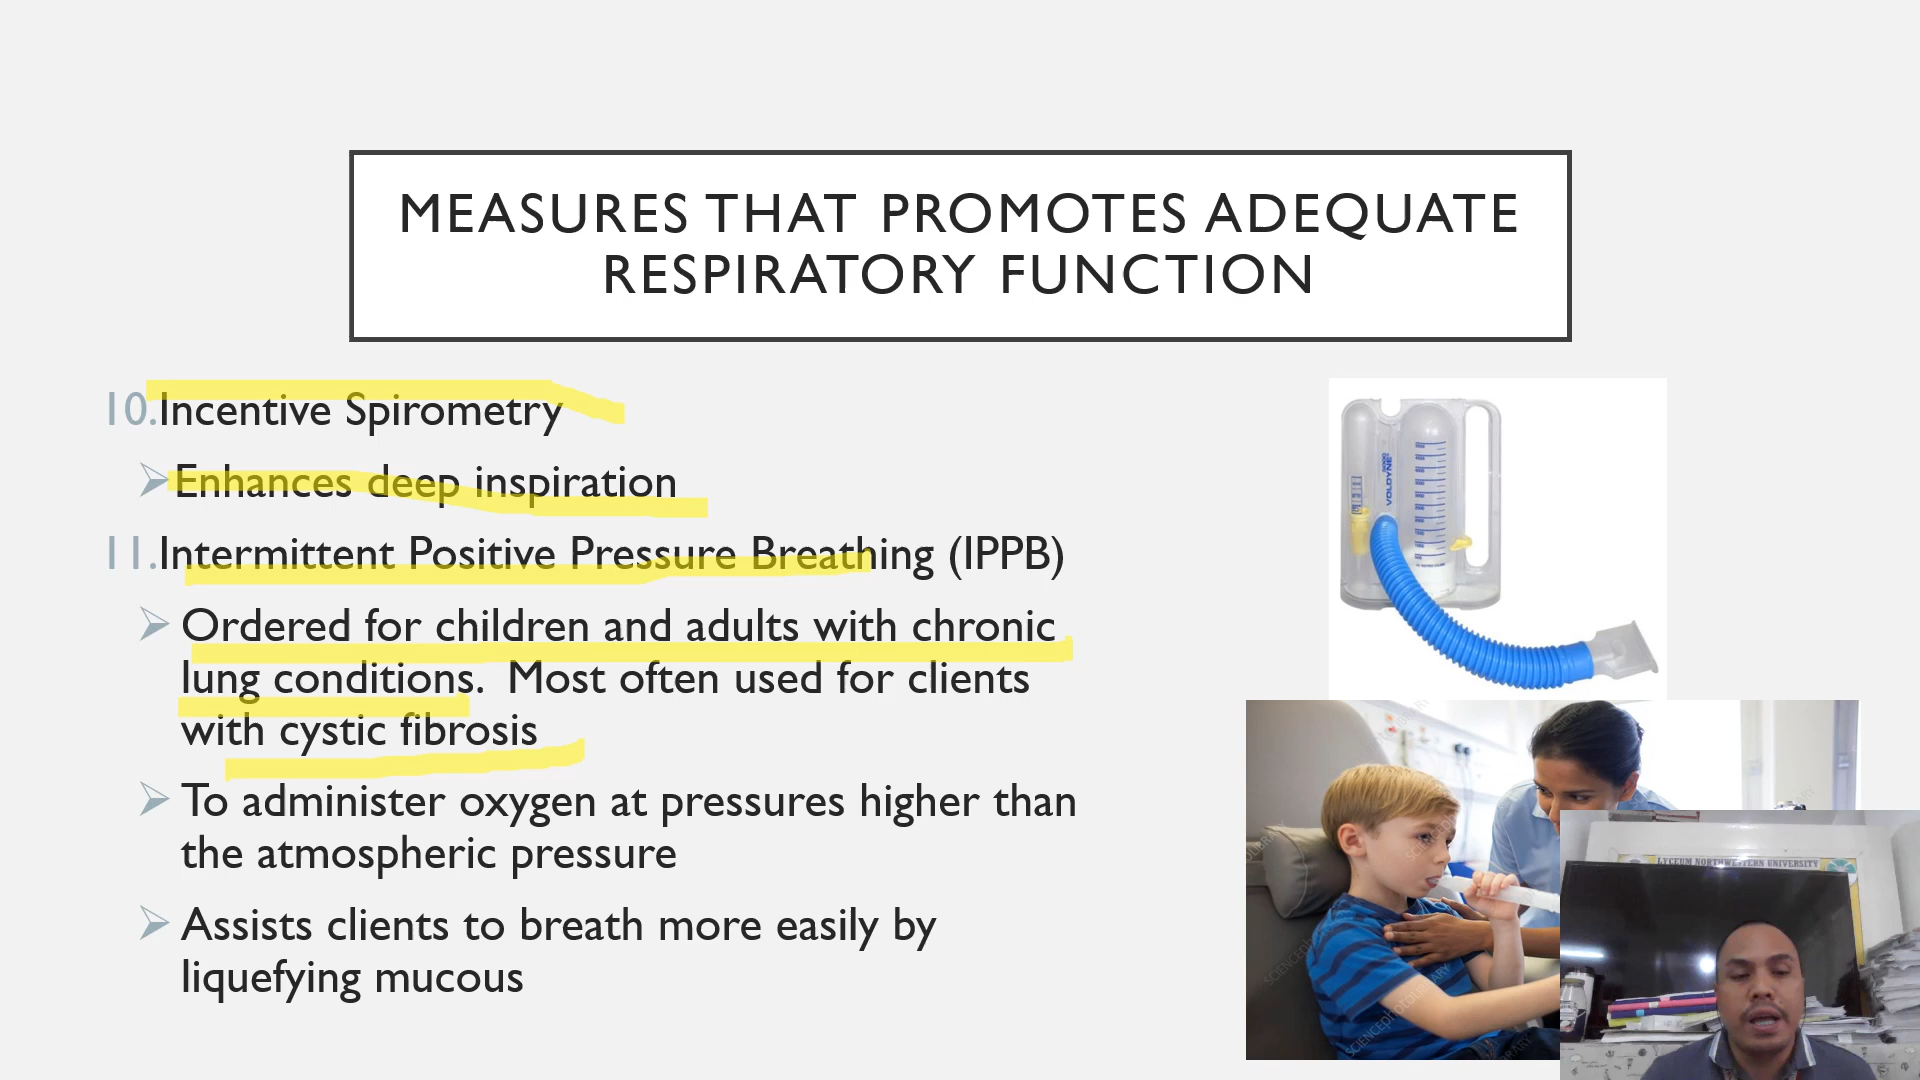 MEASURES THAT PROMOTES ADEQUATE
RESPIRATORY FUNCTION
10.Incentive Spirometry
Enhances deep inspiration
11.Intermittent Positive Pressure Breathing (IPPB)
Ordered for children and adults with chronic
lung conditions. Most often used for clients
with cystic fibrosis
To administer oxygen at pressures higher than
the atmospheric pressure
Assists clients to breath more easily by
liquefying mucous
VOLDYNE
LYCEUM NORTHWESTERN UNIVERSITY